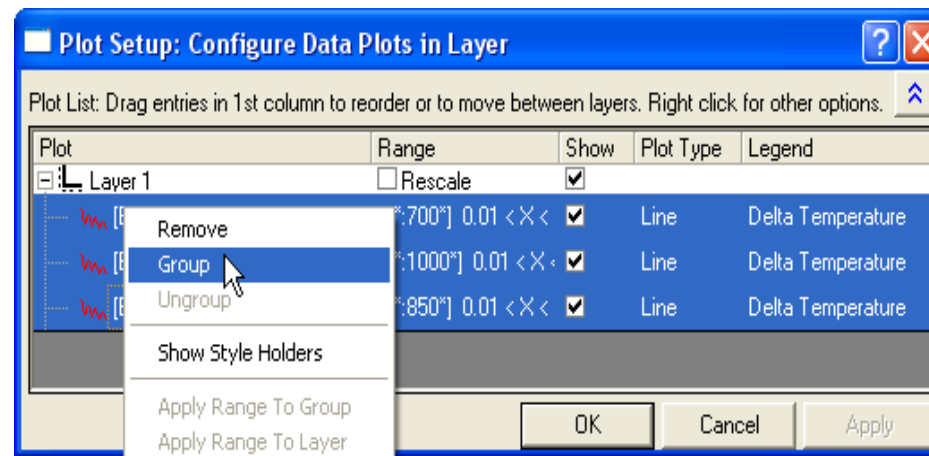 Plot Setup: Configure Data Plots in Layer
Plot List: Drag entries in 1st column to reorder or to move between layers. Right click for other options.
Plot Range Show Plot Type Legend
Layer 1 Rescale
:700"] 0.01 < X < Line Delta Temperature
:1000"] 0.01 < X < Line Delta Temperature
:850"] 0.01 < X < Line Delta Temperature
Remove
Group
Ungroup
Show Style Holders
Apply Range To Group
Apply Range To Layer
OK Cancel Apply